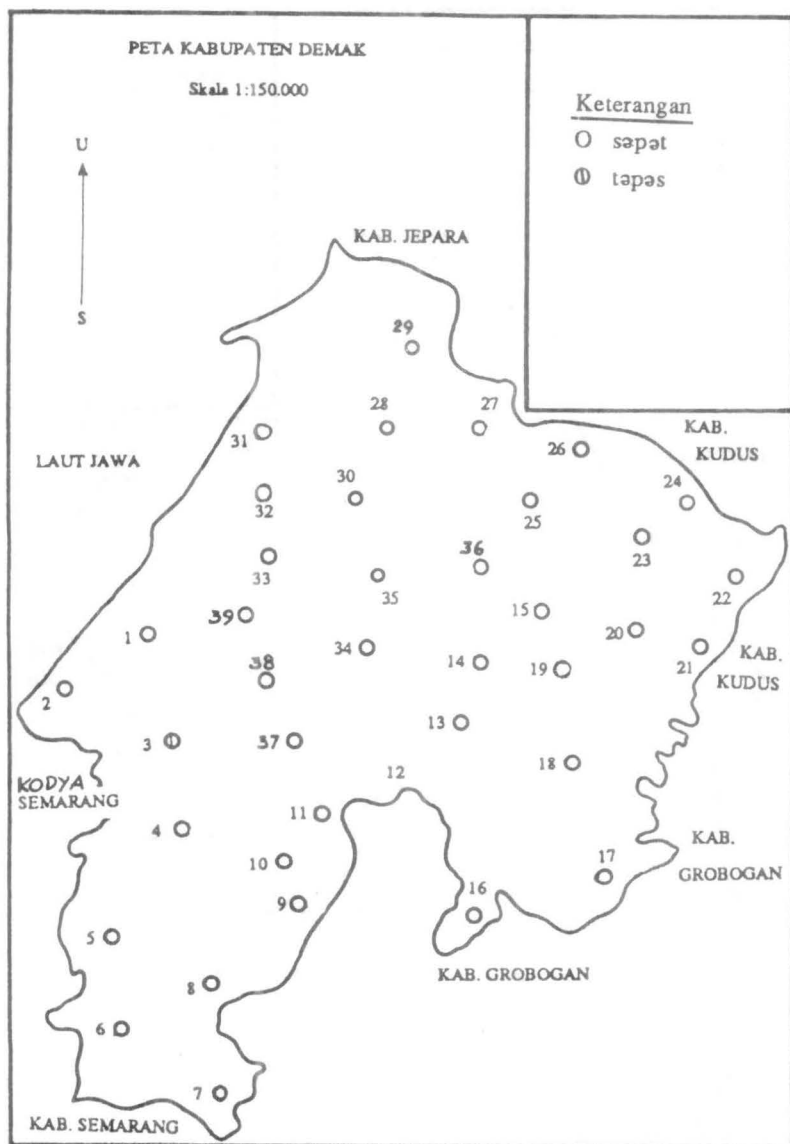 PETA KABUPATEN DEMAK
Skala 1:150.000
Keterangan
səpət
təpəs
U
S
KAB. JEPARA
29
28
27
31
26
KAB.
KUDUS
LAUT JAWA
30
24
32
25
23
36
33
35
22
39
15
20
1
34
14
19
21
KAB.
KUDUS
38
2
13
3
37
18
12
KODYA
SEMARANG
11
4
KAB.
GROBOGAN
10
17
9
16
5
KAB. GROBOGAN
8
6
7
KAB. SEMARANG